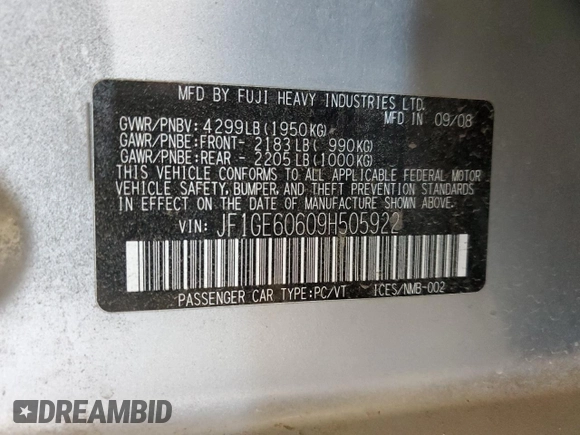 MFD BY FUJI HEAVY INDUSTRIES LTD.
MFD IN 09/08
GVWR/PNBV: 4299LB(1950KG)
GAWR/PNBE:FRONT- 2183LB( 990KG)
GAWR/PNBE:REAR - 2205LB(1000KG)
THIS VEHICLE CONFORMS TO ALL APPLICABLE FEDERAL MOTOR
VEHICLE SAFETY, BUMPER, AND THEFT PREVENTION STANDARDS
IN EFFECT ON THE DATE OF MANUFACTURE SHOWN ABOVE.
VIN: JF1GE60609H505922
PASSENGER CAR TYPE:PC/VT ICES/NMB-002
DREAMBID